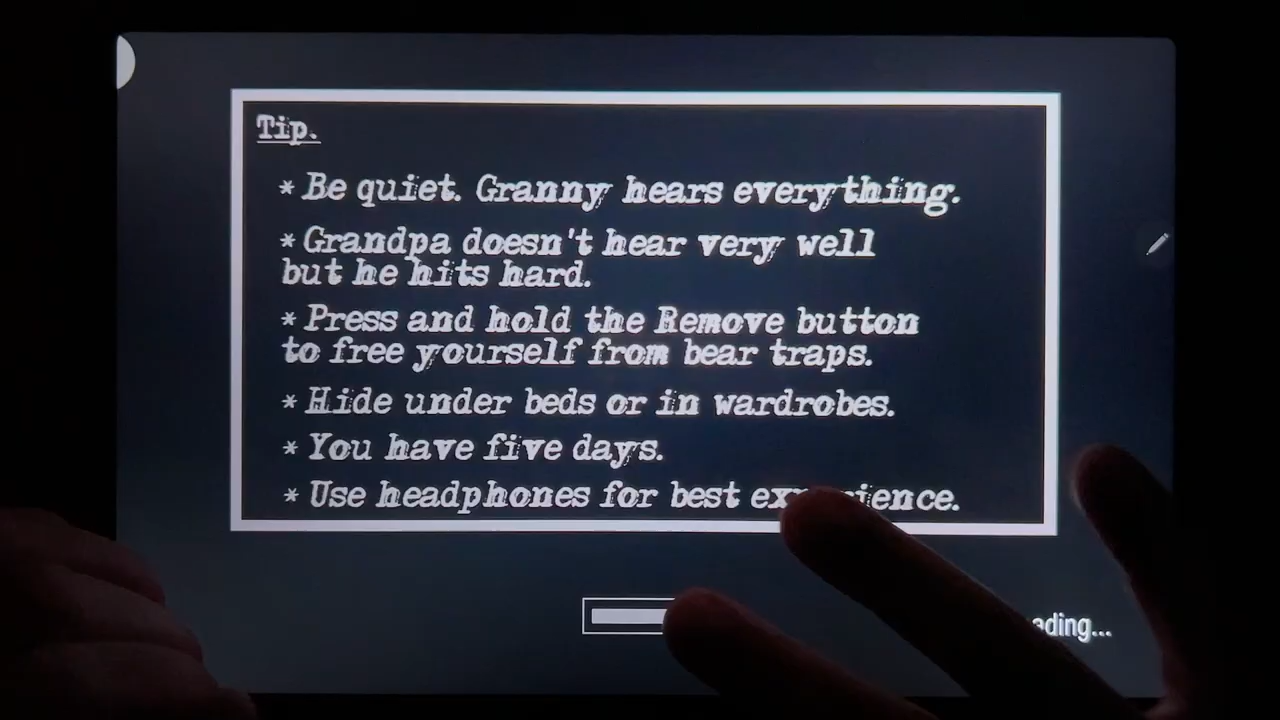 Tip.
* Be quiet. Granny hears everything.
* Grandpa doesn't hear very well
but he hits hard.
* Press and hold the Remove button
to free yourself from bear traps.
* Hide under beds or in wardrobes.
* You have five days.
* Use headphones for best